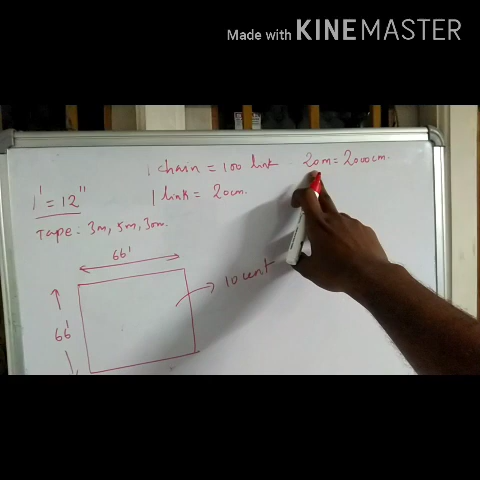 Made with KINEMASTER
1 chain = 100 link 20m = 2000cm.
1' = 12"
1 link = 20cm.
Tape: 3m, 5m, 30m.
66'
10 cent
66'